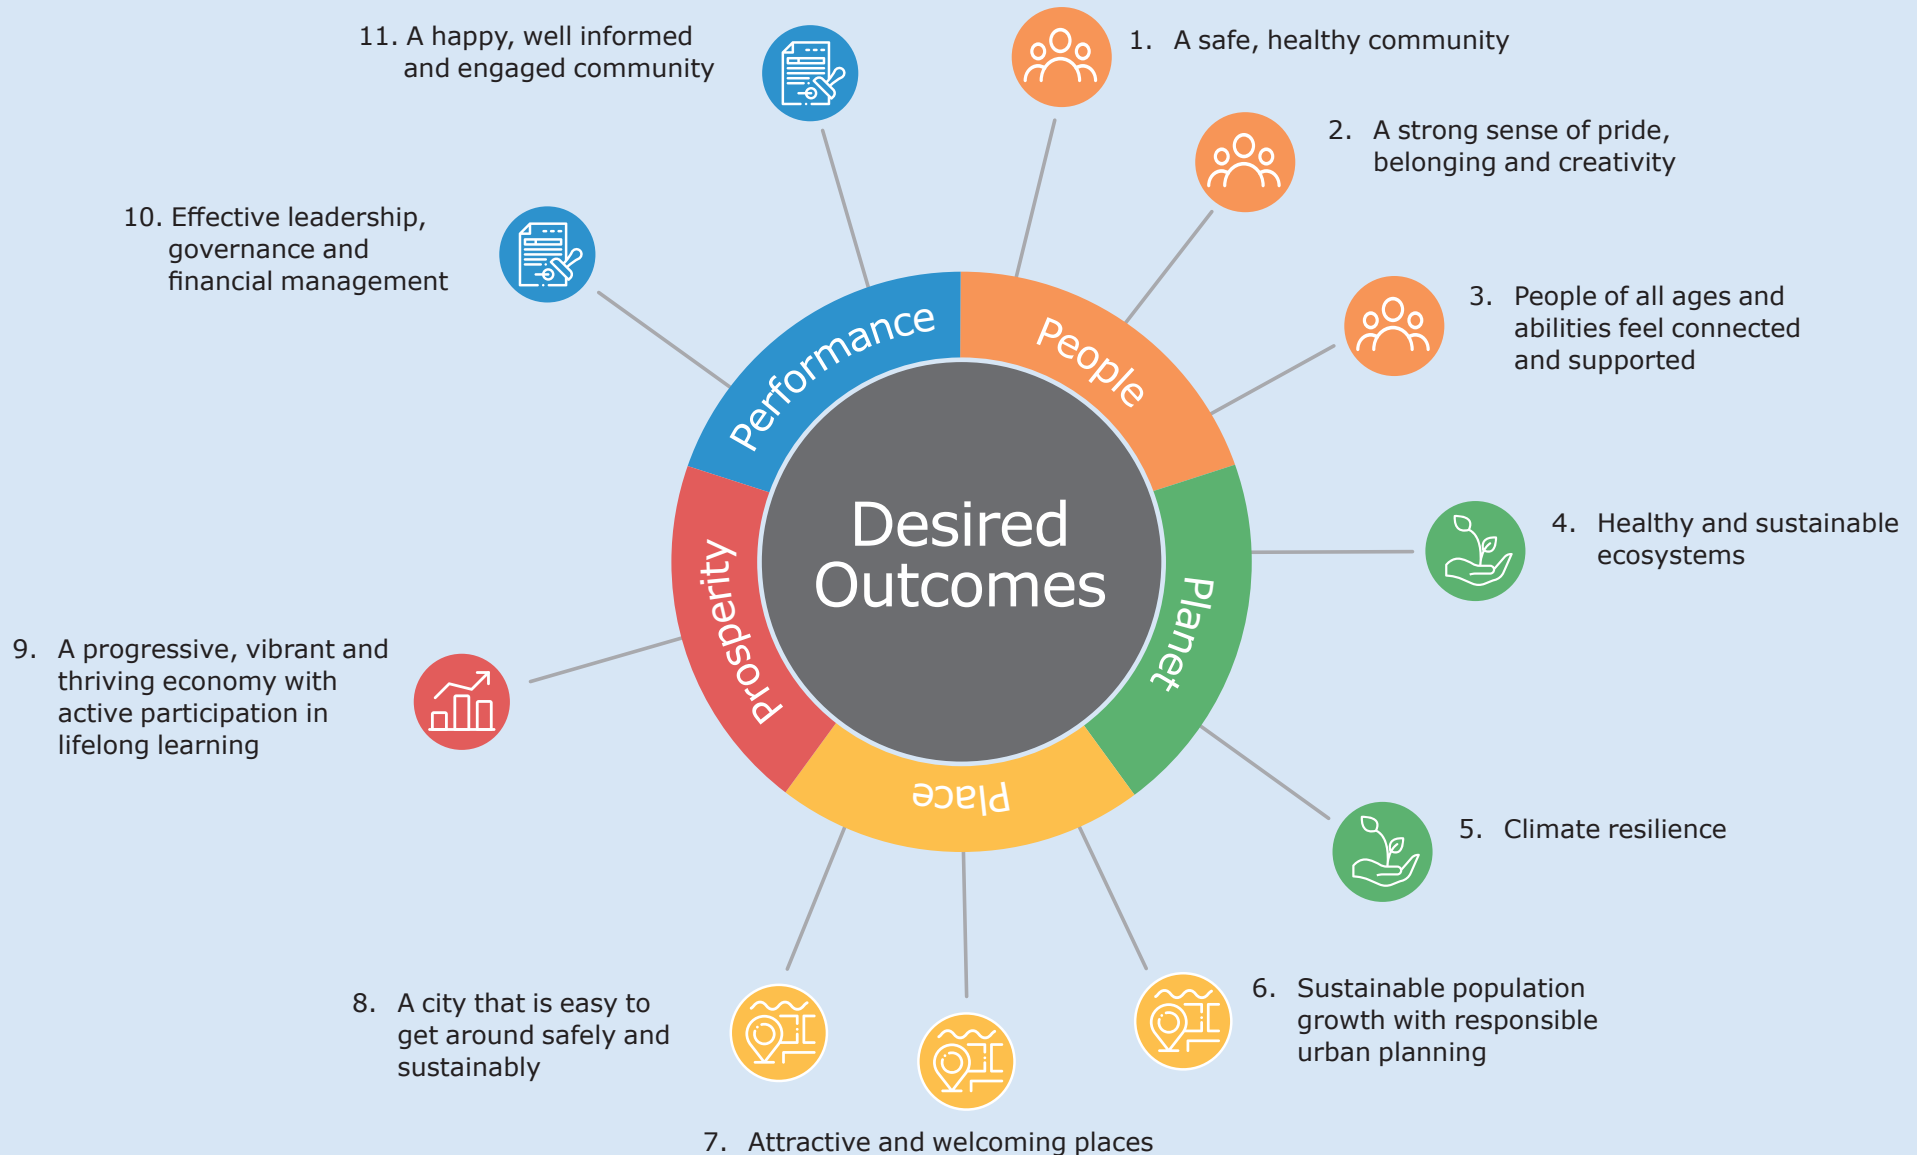 Desired
Outcomes
People
Planet
Place
Prosperity
Performance
1. A safe, healthy community
2. A strong sense of pride,
belonging and creativity
3. People of all ages and
abilities feel connected
and supported
4. Healthy and sustainable
ecosystems
5. Climate resilience
6. Sustainable population
growth with responsible
urban planning
7. Attractive and welcoming places
8. A city that is easy to
get around safely and
sustainably
9. A progressive, vibrant and
thriving economy with
active participation in
lifelong learning
10. Effective leadership,
governance and
financial management
11. A happy, well informed
and engaged community